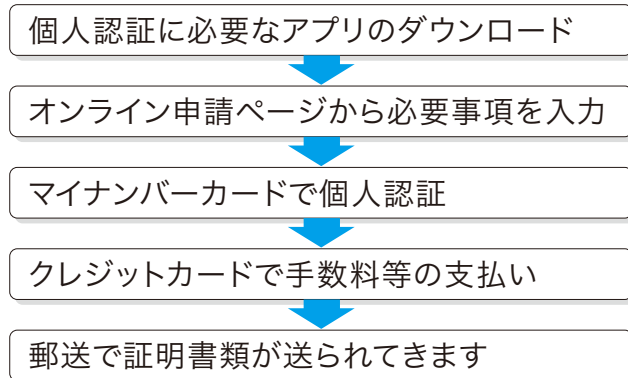 個人認証に必要なアプリのダウンロード
オンライン申請ページから必要事項を入力
マイナンバーカードで個人認証
クレジットカードで手数料等の支払い
郵送で証明書類が送られてきます